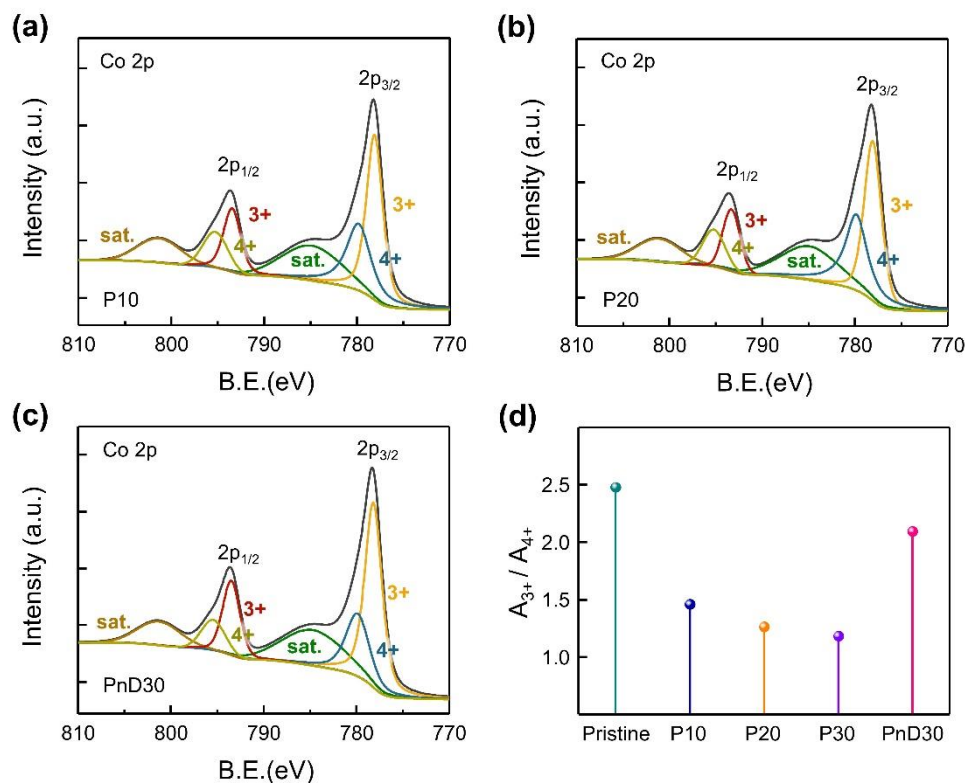 (a)
Co 2p
2p3/2
2p1/2
3+
3+
sat.
4+
sat.
4+
P10
Intensity (a.u.)
810 800 790 780 770
B.E.(eV)
(b)
Co 2p
2p3/2
2p1/2
3+
3+
sat.
4+
sat.
4+
P20
Intensity (a.u.)
810 800 790 780 770
B.E.(eV)
(c)
Co 2p
2p3/2
2p1/2
3+
3+
sat.
4+
sat.
4+
PnD30
Intensity (a.u.)
810 800 790 780 770
B.E.(eV)
(d)
A3+ / A4+
2.5
2.0
1.5
1.0
Pristine P10 P20 P30 PnD30